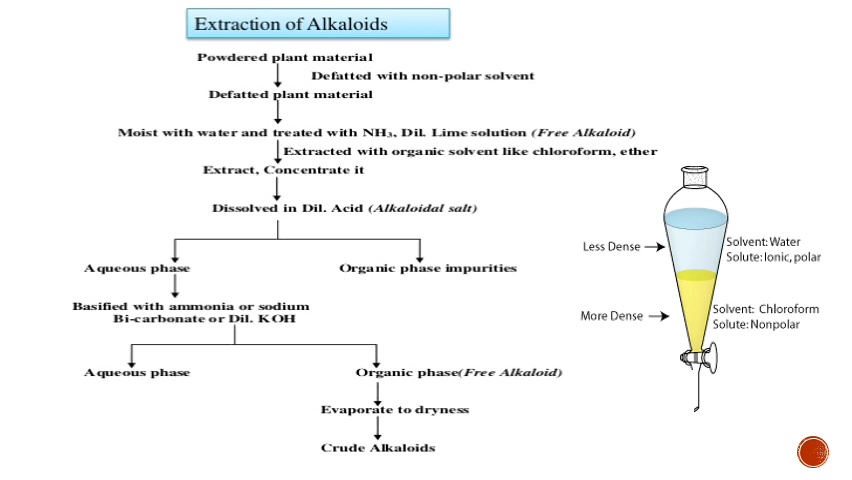 Extraction of Alkaloids
Powdered plant material
Defatted with non-polar solvent
Defatted plant material
Moist with water and treated with NH₃, Dil. Lime solution (Free Alkaloid)
Extracted with organic solvent like chloroform, ether
Extract, Concentrate it
Dissolved in Dil. Acid (Alkaloidal salt)
Aqueous phase
Organic phase impurities
Basified with ammonia or sodium
Bi-carbonate or Dil. KOH
Aqueous phase
Organic phase(Free Alkaloid)
Evaporate to dryness
Crude Alkaloids
Less Dense
Solvent: Water
Solute: Ionic, polar
More Dense
Solvent: Chloroform
Solute: Nonpolar